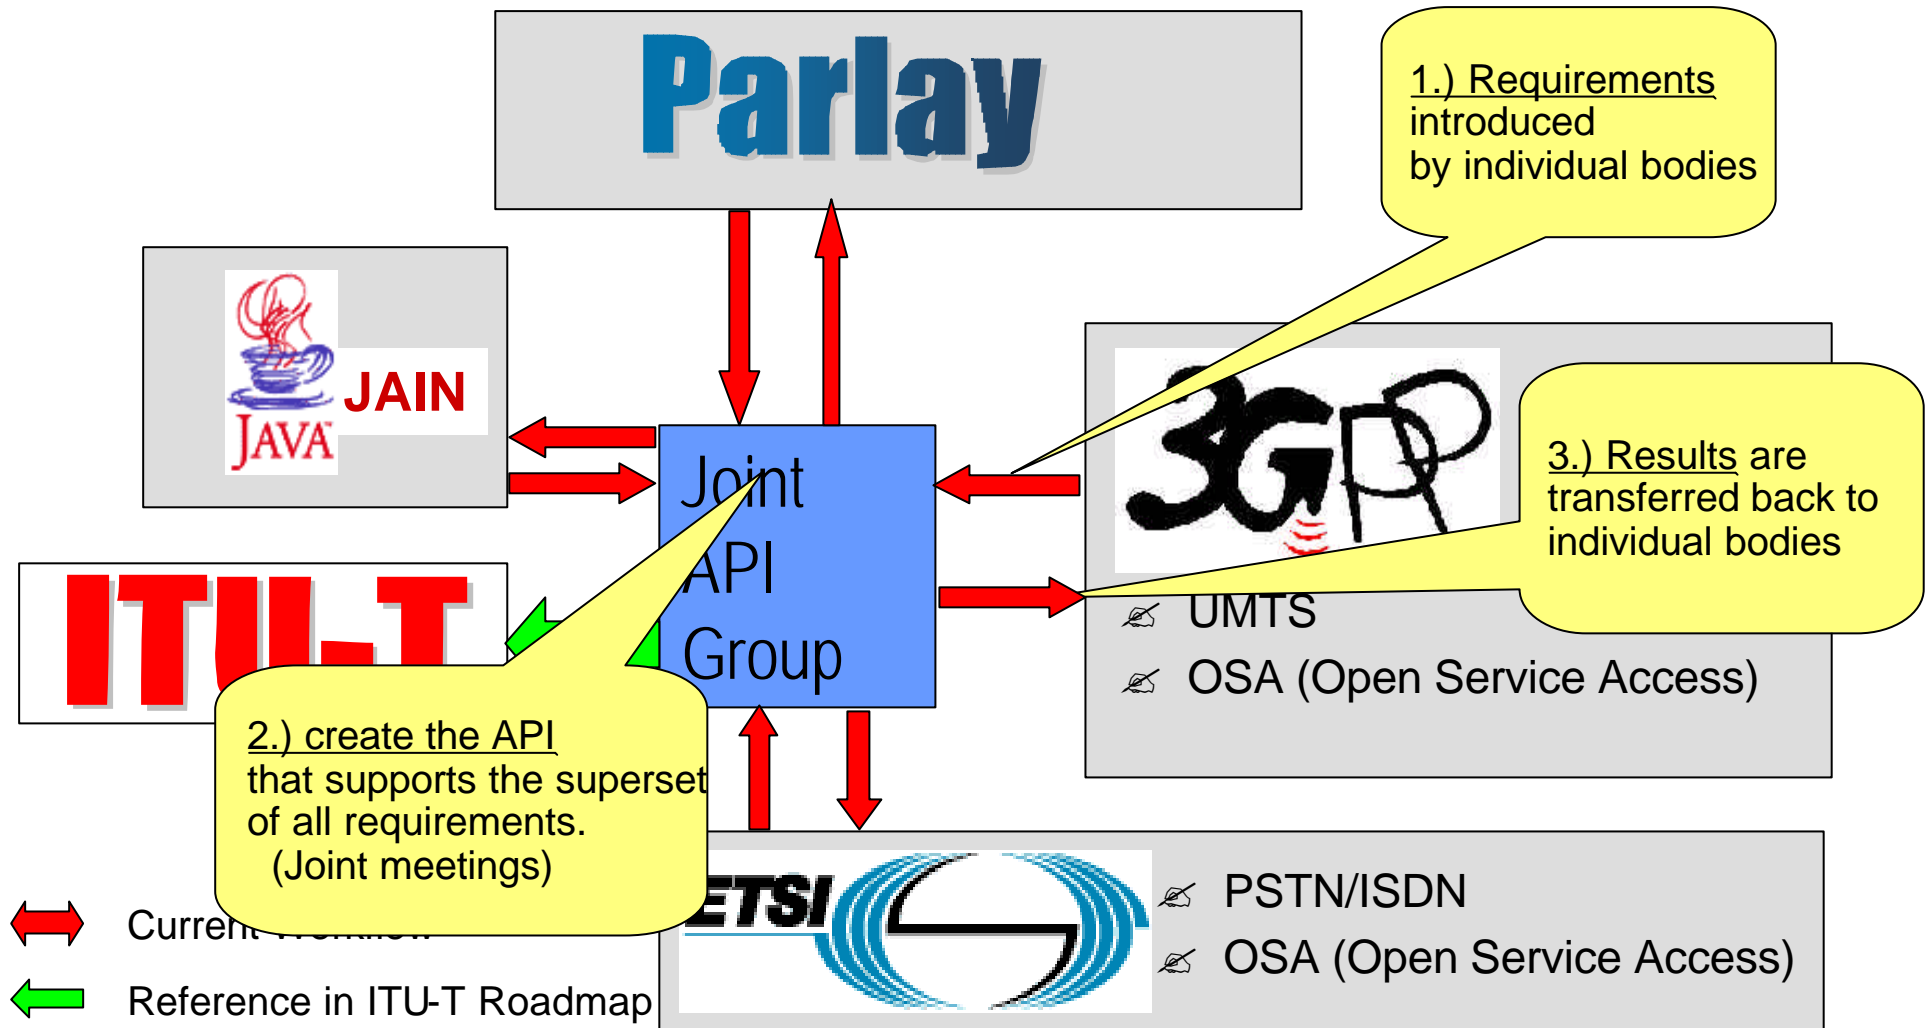 Parlay
1.) Requirements
introduced
by individual bodies
JAVA
JAIN
3GPP
3.) Results are
transferred back to
individual bodies
Joint
API
Group
ITU-T
UMTS
OSA (Open Service Access)
2.) create the API
that supports the superset
of all requirements.
(Joint meetings)
ETSI
PSTN/ISDN
OSA (Open Service Access)
Current Workflow
Reference in ITU-T Roadmap